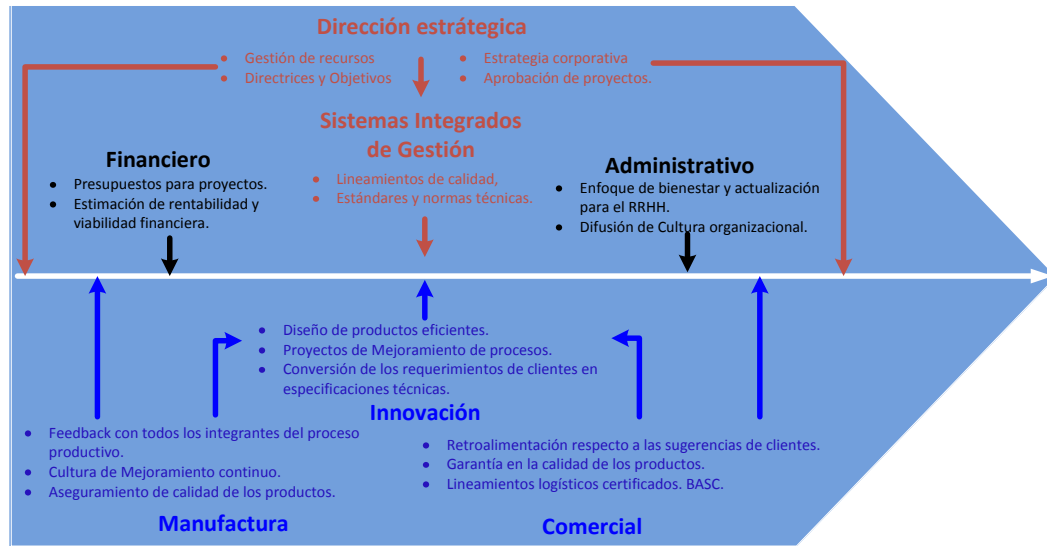 Dirección estrátegica
• Gestión de recursos
• Directrices y Objetivos
• Estrategia corporativa
• Aprobación de proyectos.
Sistemas Integrados
de Gestión
• Lineamientos de calidad,
• Estándares y normas técnicas.
Financiero
• Presupuestos para proyectos.
• Estimación de rentabilidad y
viabilidad financiera.
Administrativo
• Enfoque de bienestar y actualización
para el RRHH.
• Difusión de Cultura organizacional.
• Diseño de productos eficientes.
• Proyectos de Mejoramiento de procesos.
• Conversión de los requerimientos de clientes en
especificaciones técnicas.
Innovación
• Feedback con todos los integrantes del proceso
productivo.
• Cultura de Mejoramiento continuo.
• Aseguramiento de calidad de los productos.
Manufactura
• Retroalimentación respecto a las sugerencias de clientes.
• Garantía en la calidad de los productos.
• Lineamientos logísticos certificados. BASC.
Comercial